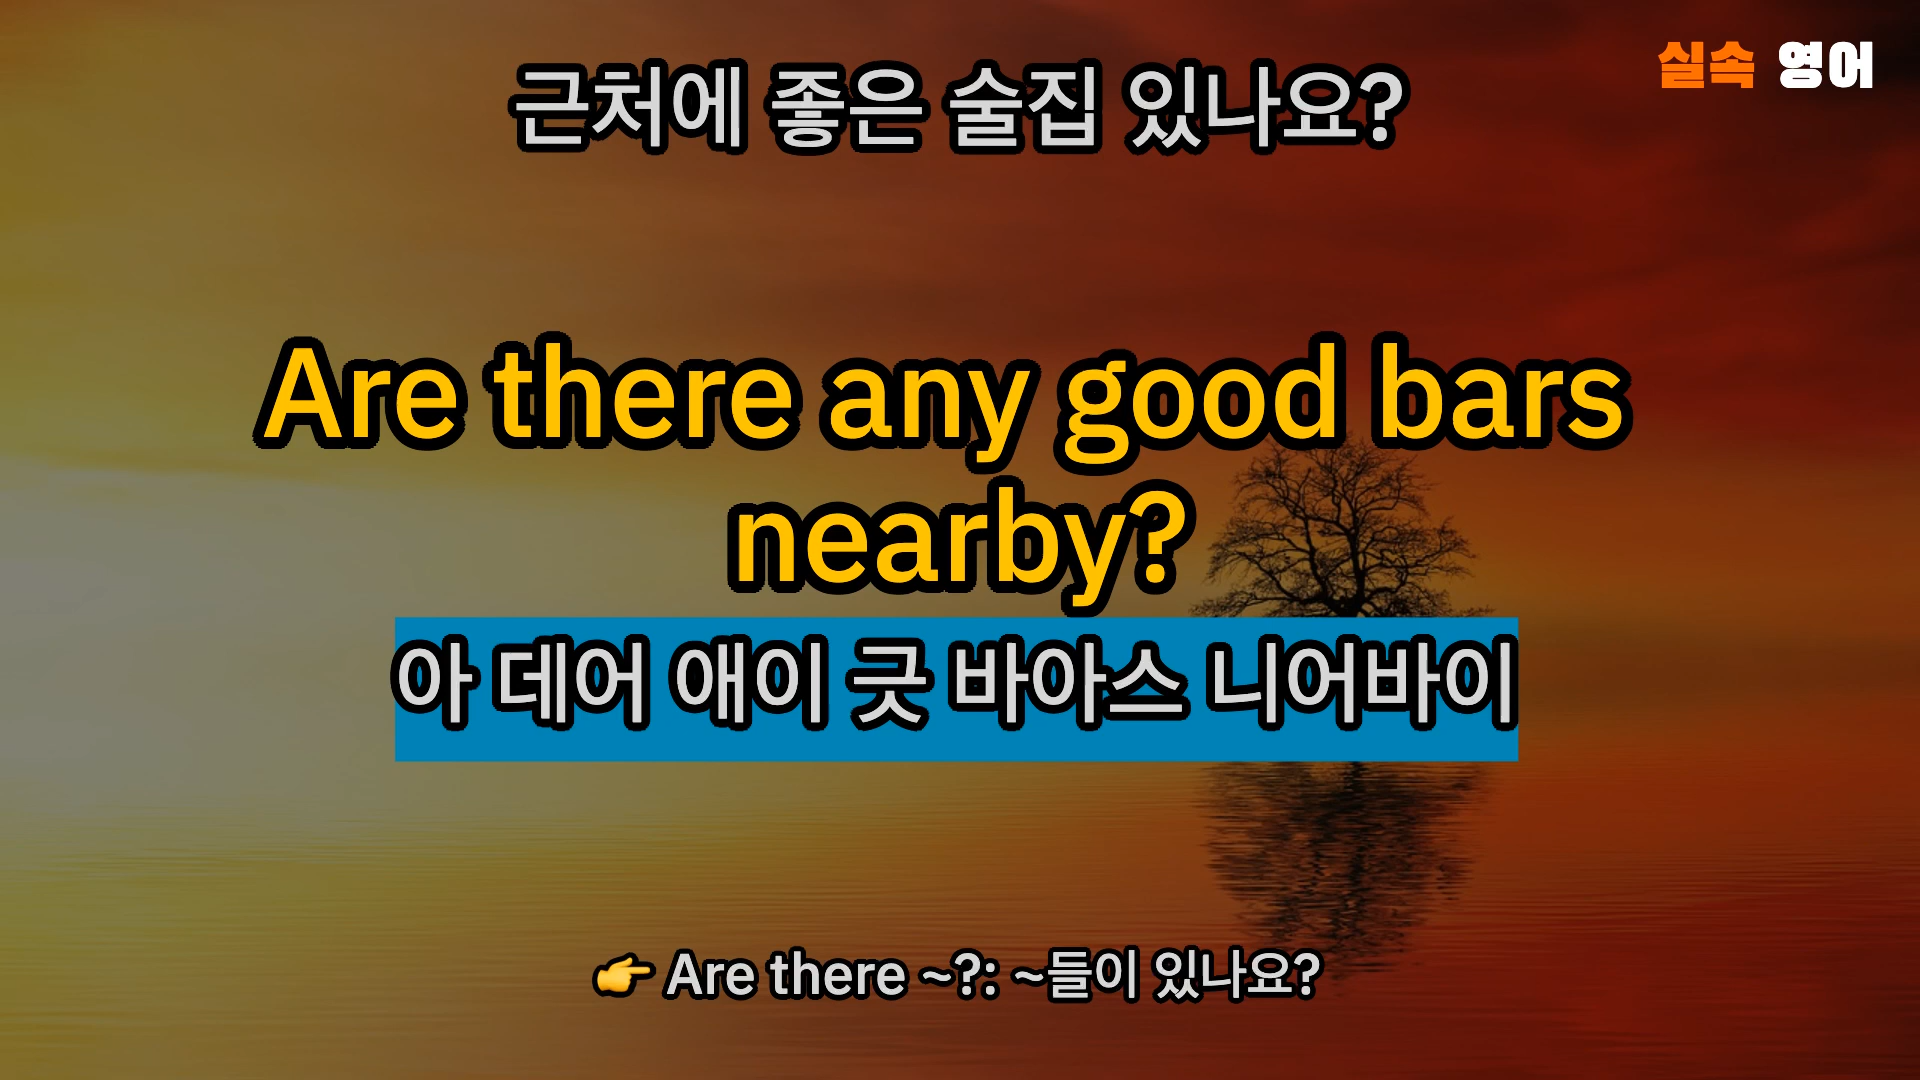 실속 영어
근처에 좋은 술집 있나요?
Are there any good bars
nearby?
아 데어 애이 긋 바아스 니어바이
👉 Are there ~?: ~들이 있나요?